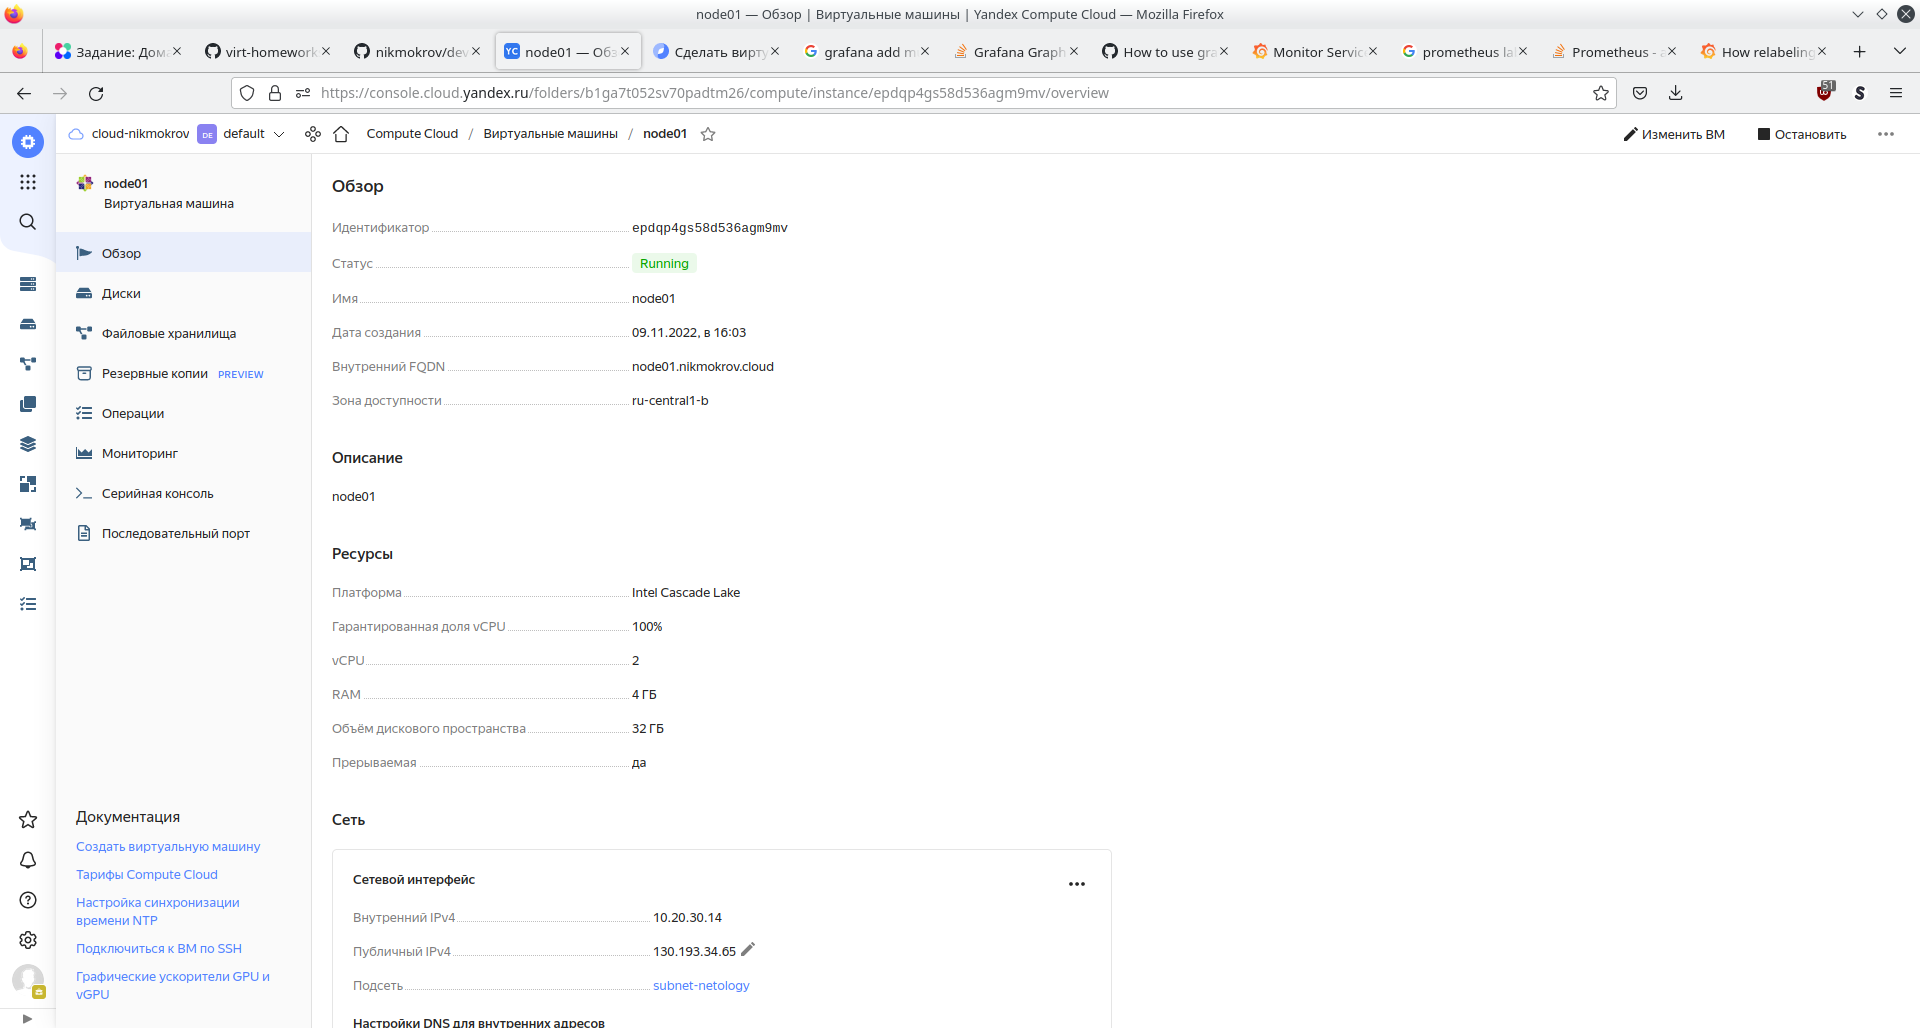 node01 — Обзор | Виртуальные машины | Yandex Compute Cloud — Mozilla Firefox
Задание: Дома
virt-homework
nikmokrov/dev
node01 — Обз
Сделать вирту
grafana add m
Grafana Graph
How to use gra
Monitor Servic
prometheus la
Prometheus - a
How relabeling
https://console.cloud.yandex.ru/folders/b1ga7t052sv70padtm26/compute/instance/epdqp4gs58d536agm9mv/overview
51
cloud-nikmokrov
DE
default
Compute Cloud / Виртуальные машины / node01
Изменить ВМ
Остановить
node01
Виртуальная машина
Обзор
Диски
Файловые хранилища
Резервные копии PREVIEW
Операции
Мониторинг
Серийная консоль
Последовательный порт
Документация
Создать виртуальную машину
Тарифы Compute Cloud
Настройка синхронизации
времени NTP
Подключиться к ВМ по SSH
Графические ускорители GPU и
vGPU
Обзор
Идентификатор epdqp4gs58d536agm9mv
Статус Running
Имя node01
Дата создания 09.11.2022, в 16:03
Внутренний FQDN node01.nikmokrov.cloud
Зона доступности ru-central1-b
Описание
node01
Ресурсы
Платформа Intel Cascade Lake
Гарантированная доля vCPU 100%
vCPU 2
RAM 4 ГБ
Объём дискового пространства 32 ГБ
Прерываемая да
Сеть
Сетевой интерфейс
Внутренний IPv4 10.20.30.14
Публичный IPv4 130.193.34.65
Подсеть subnet-netology
Настройки DNS для внутренних адресов